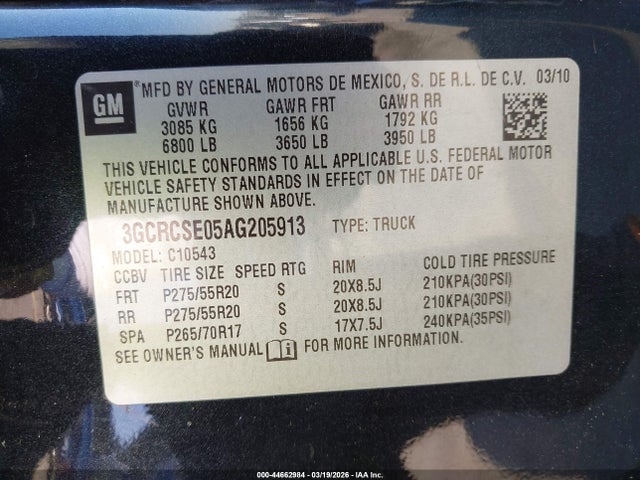 GM
MFD BY GENERAL MOTORS DE MEXICO, S. DE R.L. DE C.V. 03/10
GVWR GAWR FRT GAWR RR
3085 KG 1656 KG 1792 KG
6800 LB 3650 LB 3950 LB
THIS VEHICLE CONFORMS TO ALL APPLICABLE U.S. FEDERAL MOTOR
VEHICLE SAFETY STANDARDS IN EFFECT ON THE DATE OF
MANUFACTURE SHOWN ABOVE.
3GCRCSE05AG205913 TYPE: TRUCK
MODEL: C10543
CCBV TIRE SIZE SPEED RTG RIM COLD TIRE PRESSURE
FRT P275/55R20 S 20X8.5J 210KPA(30PSI)
RR P275/55R20 S 20X8.5J 210KPA(30PSI)
SPA P265/70R17 S 17X7.5J 240KPA(35PSI)
SEE OWNER'S MANUAL FOR MORE INFORMATION.
000-44662984 | 03/19/2026 | IAA Inc.